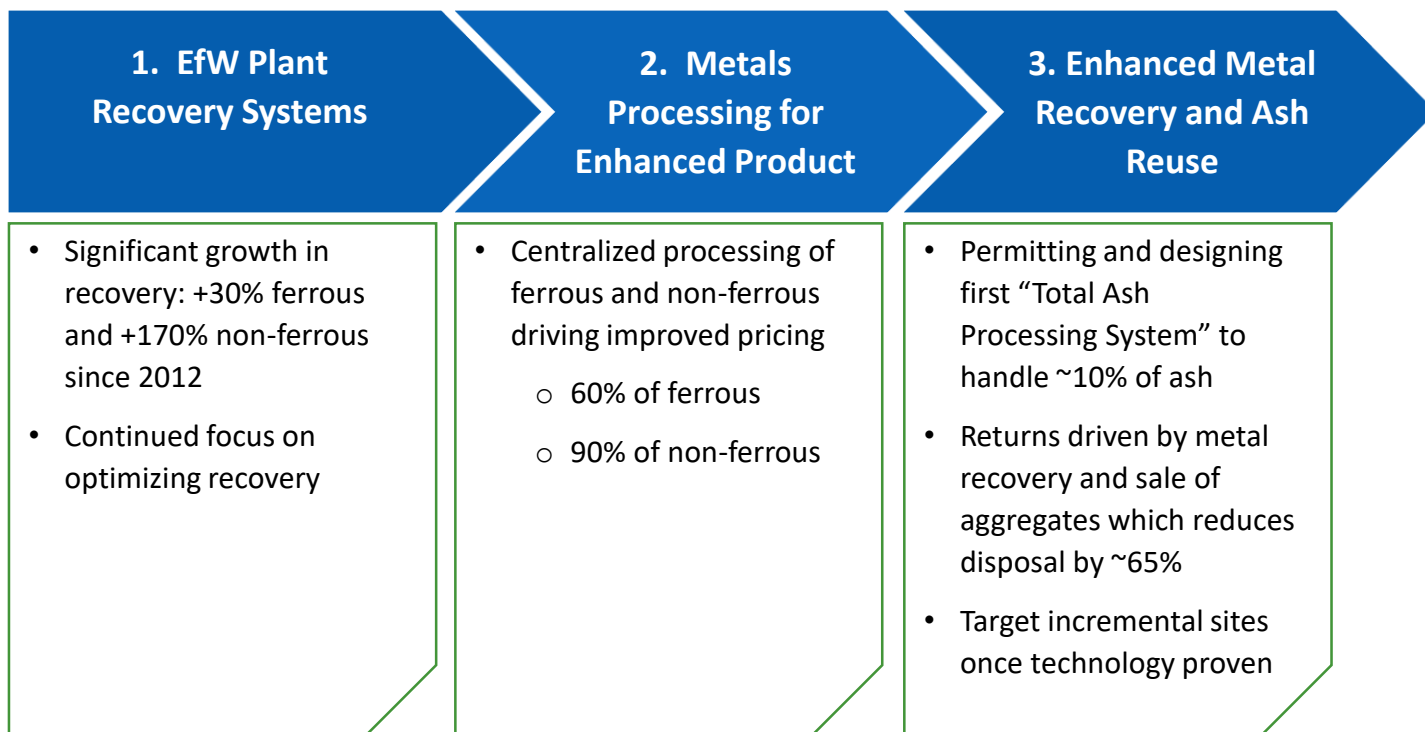 1.  EfW Plant
Recovery Systems
• Significant growth in
recovery: +30% ferrous
and +170% non-ferrous
since 2012
• Continued focus on
optimizing recovery
2.  Metals
Processing for
Enhanced Product
• Centralized processing of
ferrous and non-ferrous
driving improved pricing
o 60% of ferrous
o 90% of non-ferrous
3. Enhanced Metal
Recovery and Ash
Reuse
• Permitting and designing
first “Total Ash
Processing System” to
handle ~10% of ash
• Returns driven by metal
recovery and sale of
aggregates which reduces
disposal by ~65%
• Target incremental sites
once technology proven